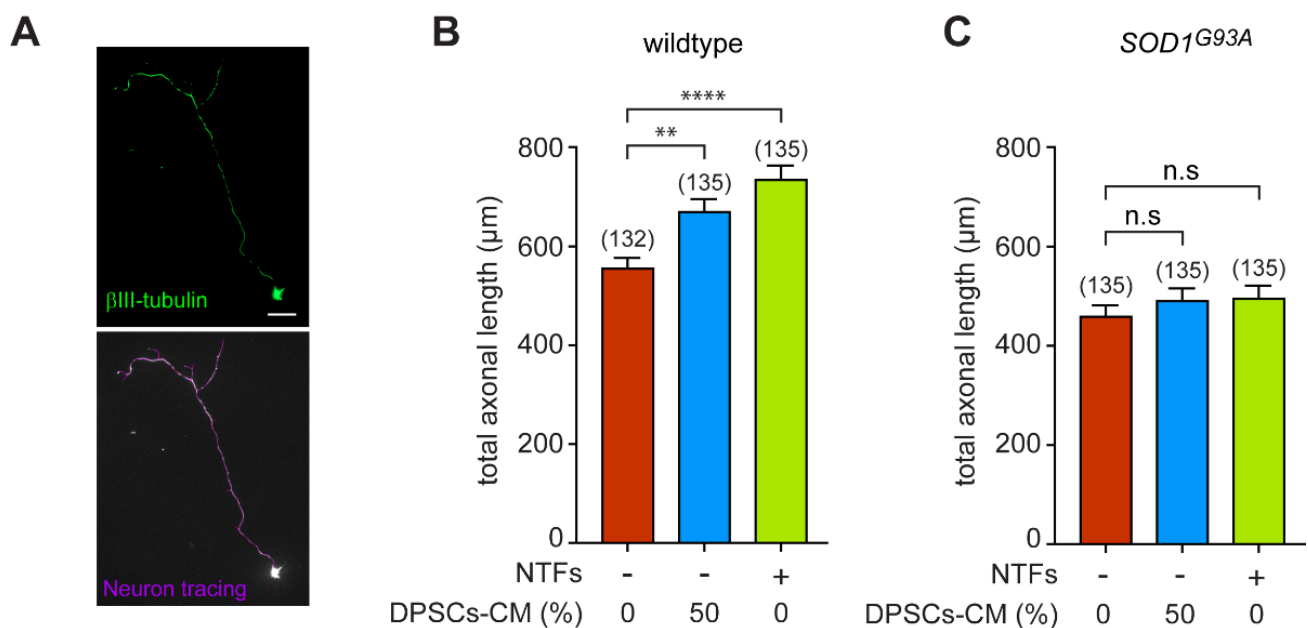 A
βIII-tubulin
Neuron tracing
B
wildtype
****
**
(132)
(135)
(135)
total axonal length (µm)
800
600
400
200
0
NTFs - - +
DPSCs-CM (%) 0 50 0
C
SOD1^G93A
n.s
n.s
(135)
(135)
(135)
total axonal length (µm)
800
600
400
200
0
NTFs - - +
DPSCs-CM (%) 0 50 0